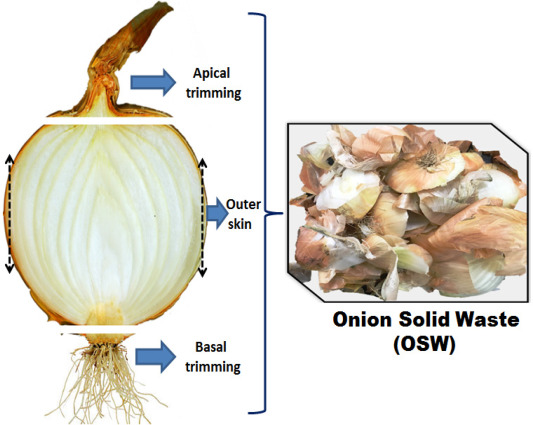 Apical
trimming
Outer
skin
Basal
trimming
Onion Solid Waste
(OSW)